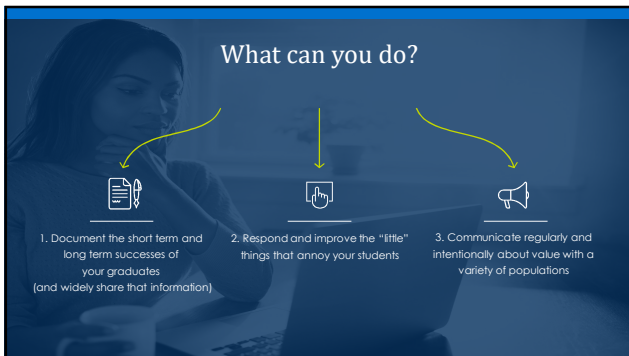 What can you do?
1. Document the short term and
long term successes of
your graduates
(and widely share that information)
2. Respond and improve the “little”
things that annoy your students
3. Communicate regularly and
intentionally about value with a
variety of populations